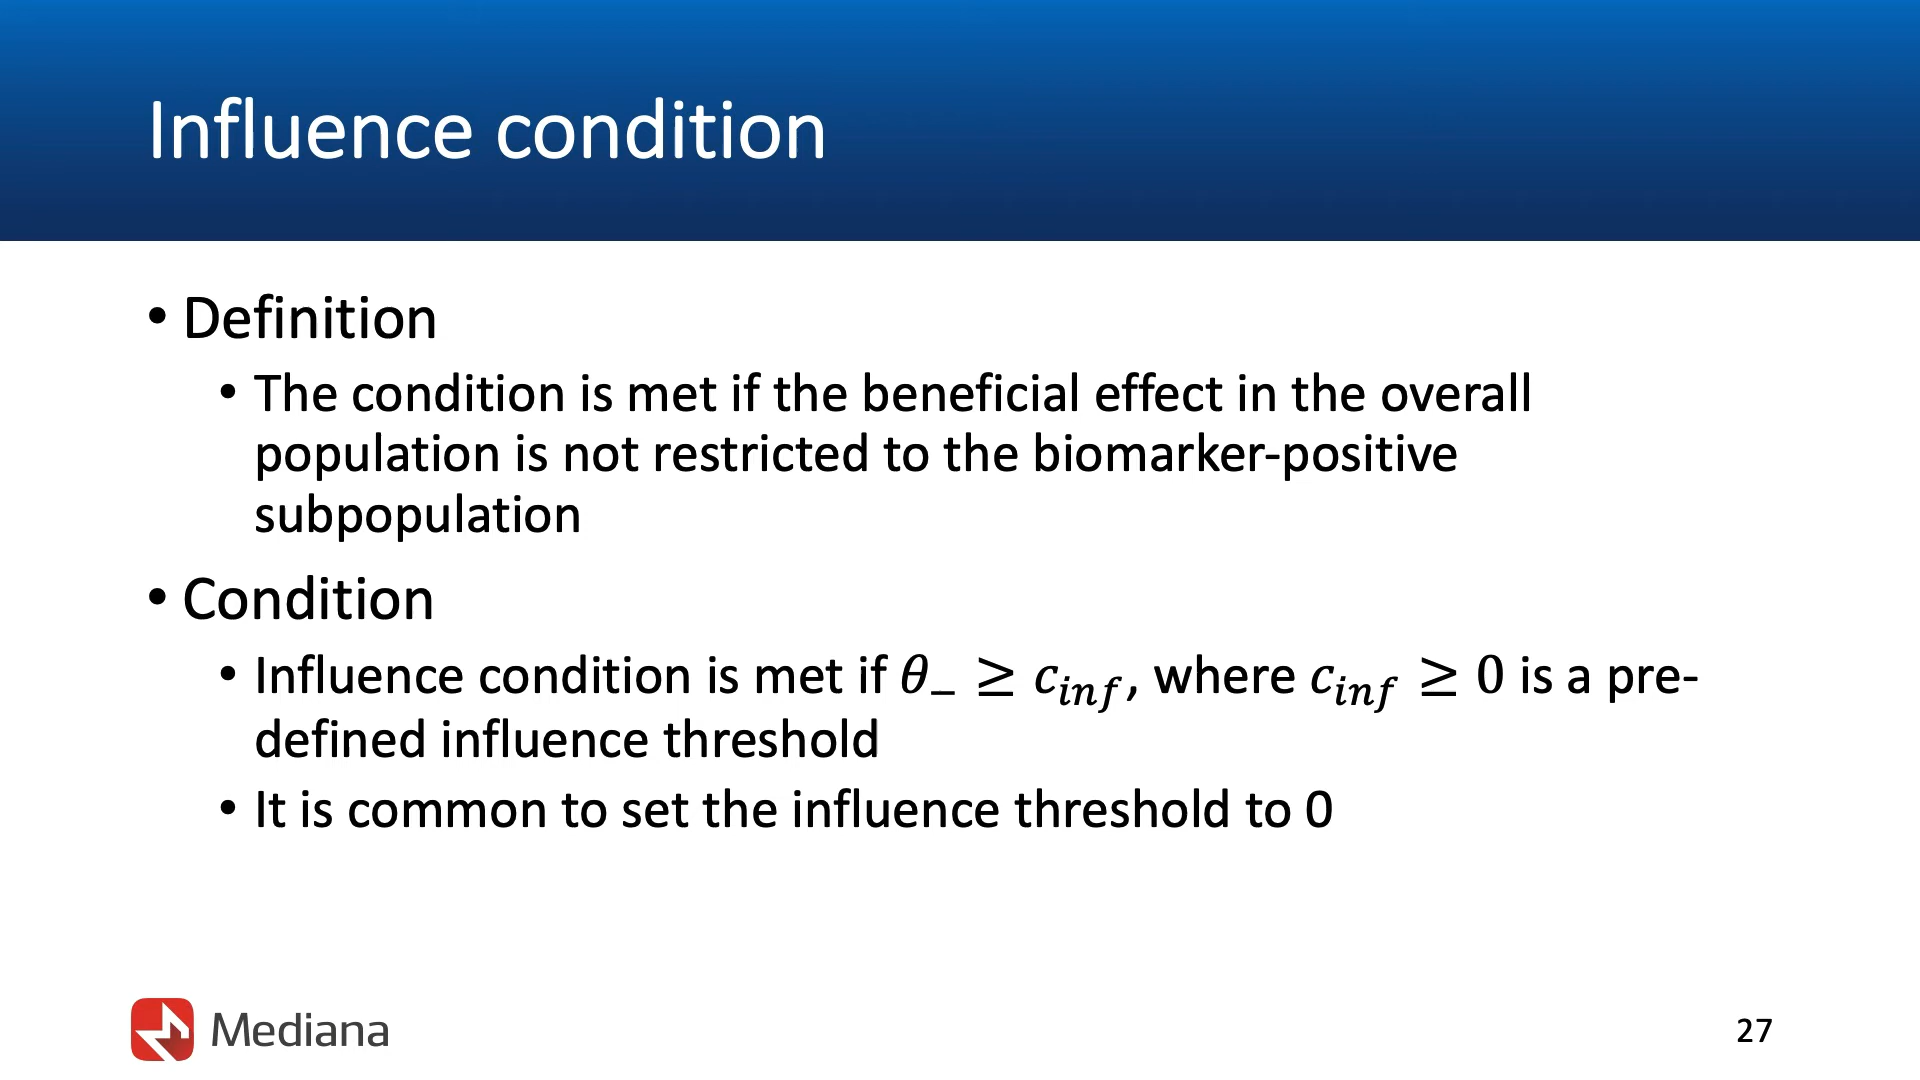 Influence condition
• Definition
• The condition is met if the beneficial effect in the overall
population is not restricted to the biomarker-positive
subpopulation
• Condition
• Influence condition is met if θ₋ ≥ c_inf, where c_inf ≥ 0 is a pre-
defined influence threshold
• It is common to set the influence threshold to 0
Mediana
27